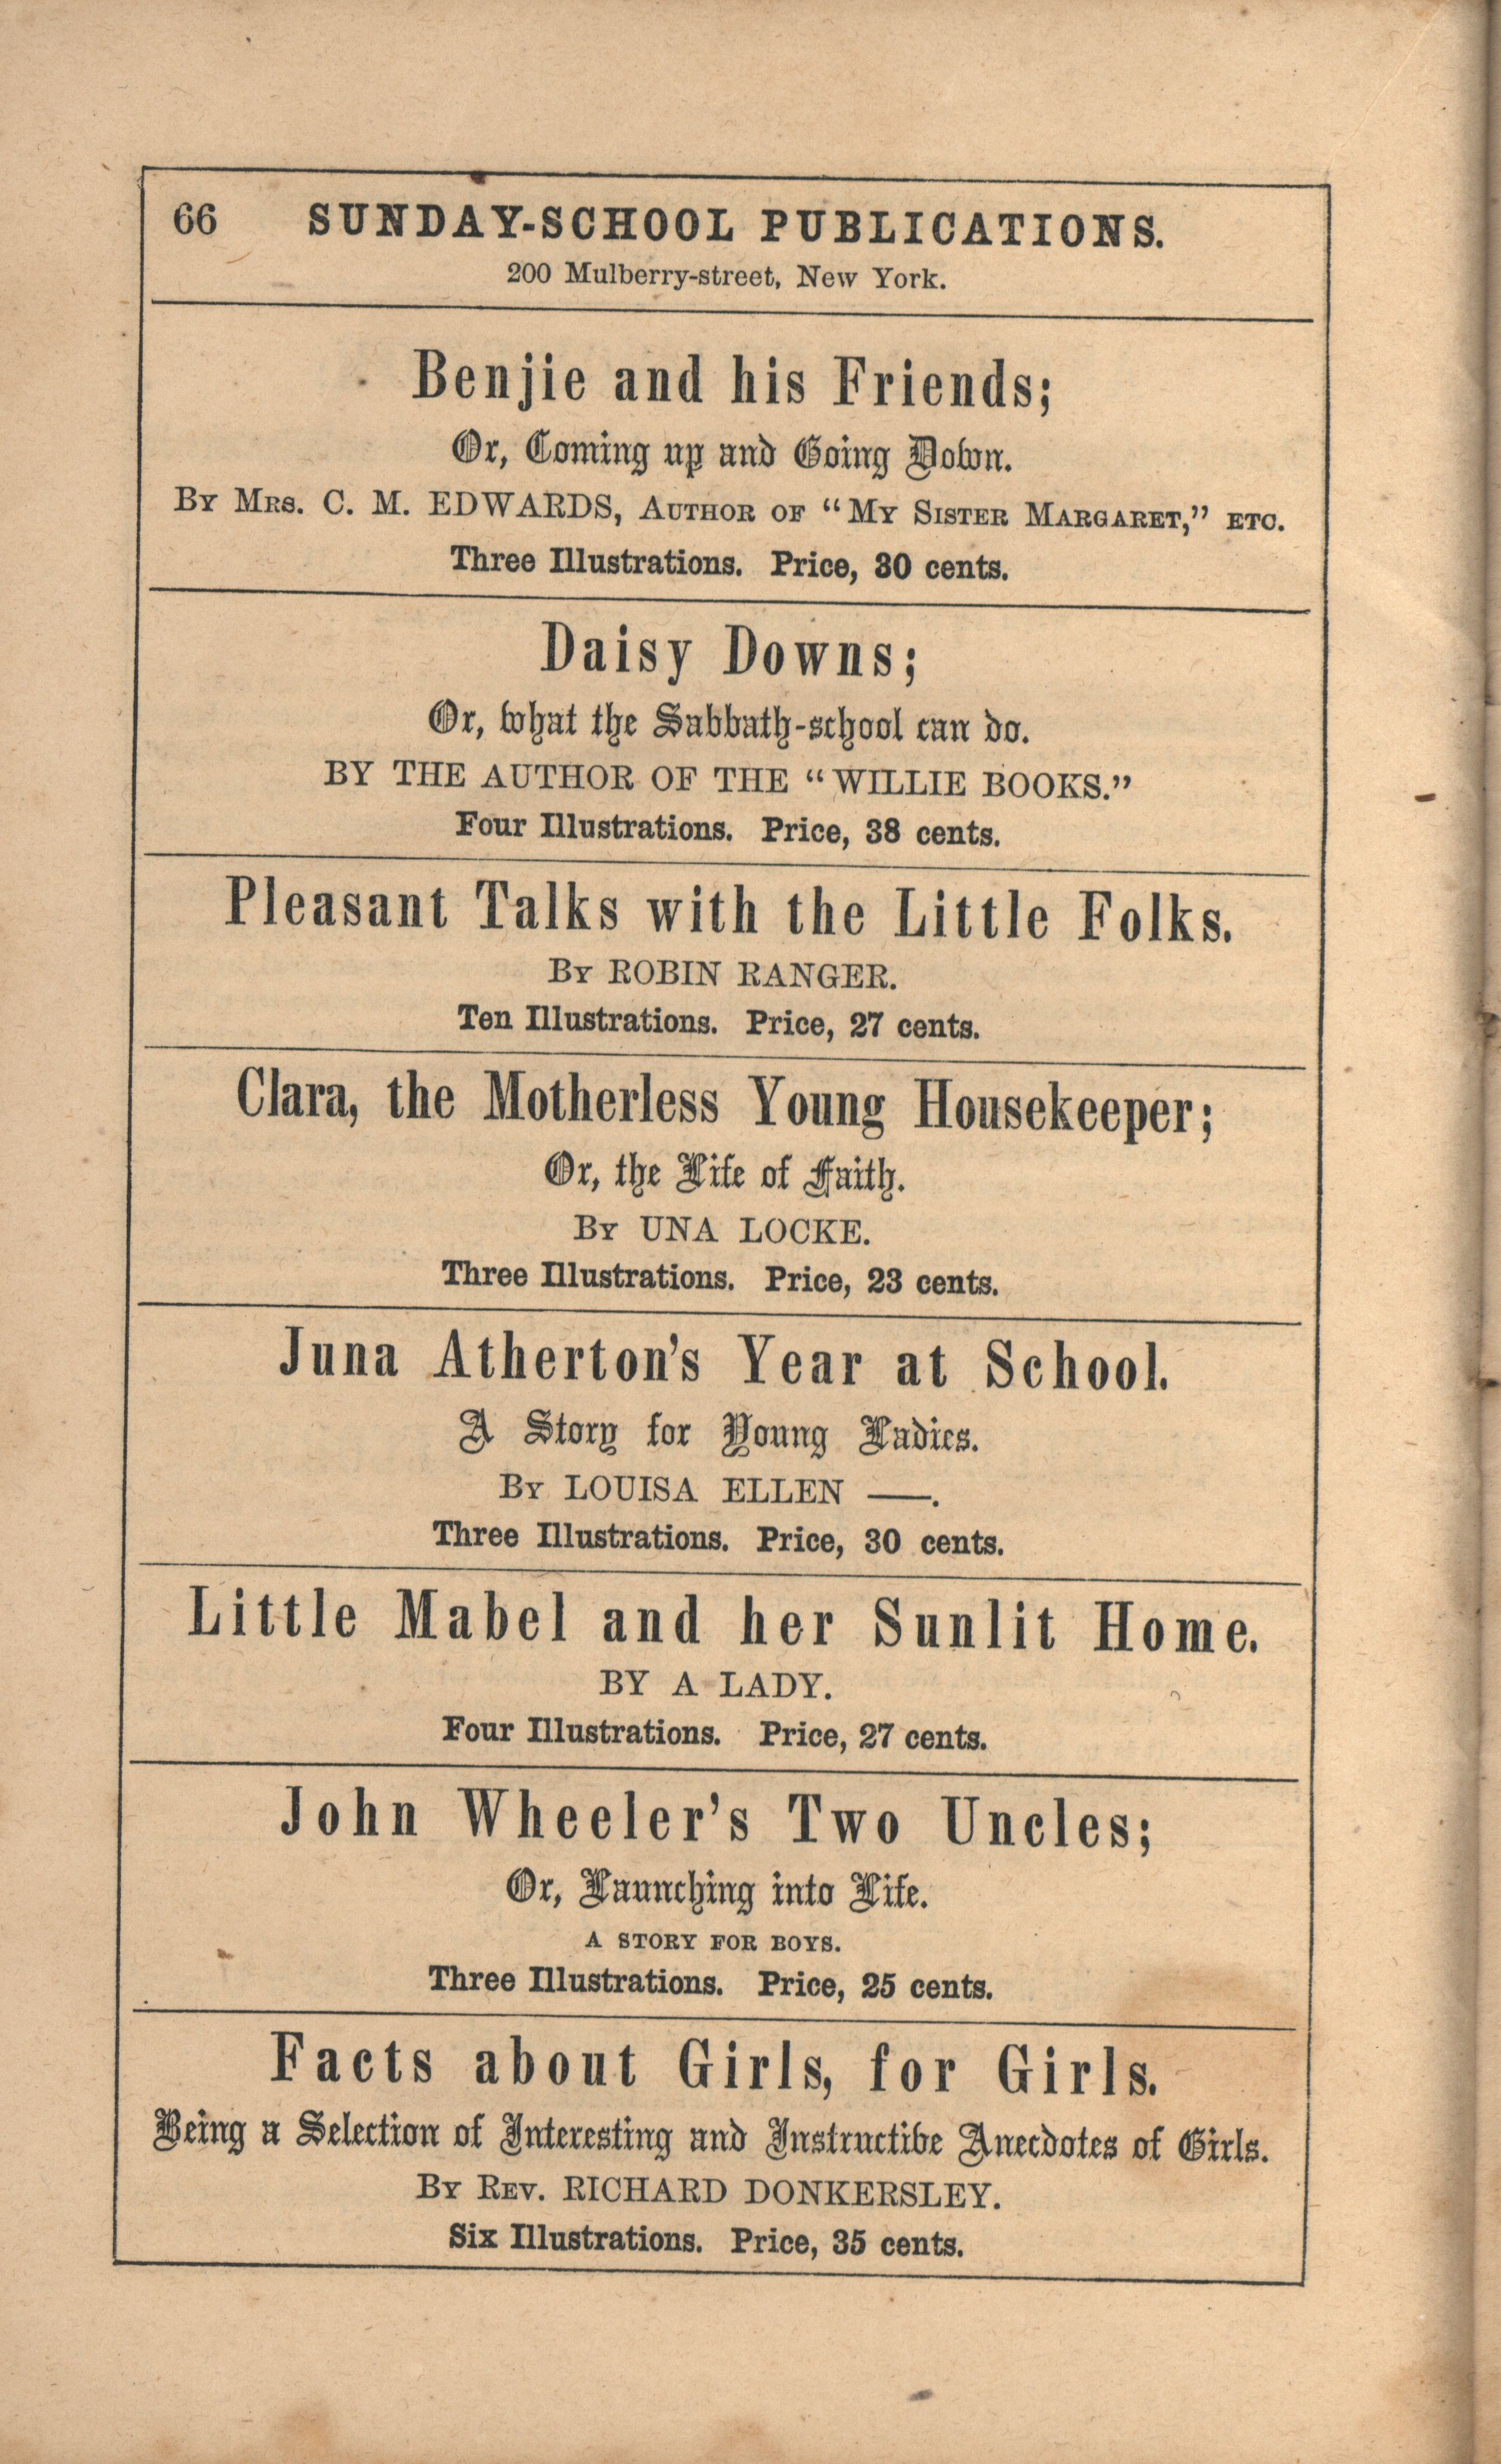 66 SUNDAY-SCHOOL PUBLICATIONS.
200 Mulberry-street, New York.
Benjie and his Friends;
Or, Coming up and Going Down.
By Mrs. C. M. EDWARDS, Author of “My Sister Margaret,” etc.
Three Illustrations. Price, 30 cents.
Daisy Downs;
Or, what the Sabbath-school can do.
BY THE AUTHOR OF THE “WILLIE BOOKS.”
Four Illustrations. Price, 38 cents.
Pleasant Talks with the Little Folks.
By ROBIN RANGER.
Ten Illustrations. Price, 27 cents.
Clara, the Motherless Young Housekeeper;
Or, the Life of Faith.
By UNA LOCKE.
Three Illustrations. Price, 23 cents.
Juna Atherton’s Year at School.
A Story for Young Ladies.
By LOUISA ELLEN ——.
Three Illustrations. Price, 30 cents.
Little Mabel and her Sunlit Home.
BY A LADY.
Four Illustrations. Price, 27 cents.
John Wheeler’s Two Uncles;
Or, Launching into Life.
A STORY FOR BOYS.
Three Illustrations. Price, 25 cents.
Facts about Girls, for Girls.
Being a Selection of Interesting and Instructive Anecdotes of Girls.
By Rev. RICHARD DONKERSLEY.
Six Illustrations. Price, 35 cents.